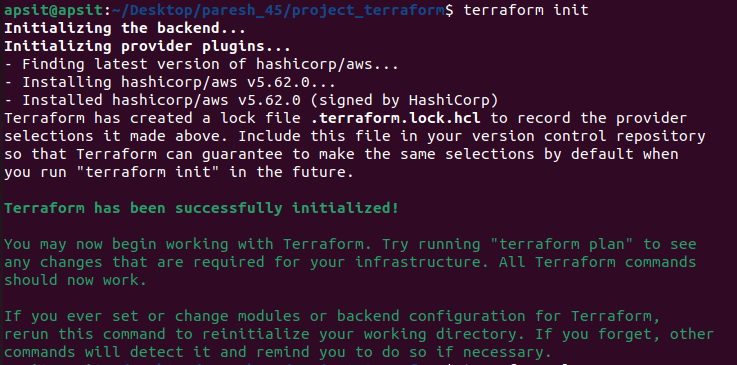 apsit@apsit:~/Desktop/paresh_45/project_terraform$ terraform init
Initializing the backend...
Initializing provider plugins...
- Finding latest version of hashicorp/aws...
- Installing hashicorp/aws v5.62.0...
- Installed hashicorp/aws v5.62.0 (signed by HashiCorp)
Terraform has created a lock file .terraform.lock.hcl to record the provider
selections it made above. Include this file in your version control repository
so that Terraform can guarantee to make the same selections by default when
you run "terraform init" in the future.
Terraform has been successfully initialized!
You may now begin working with Terraform. Try running "terraform plan" to see
any changes that are required for your infrastructure. All Terraform commands
should now work.
If you ever set or change modules or backend configuration for Terraform,
rerun this command to reinitialize your working directory. If you forget, other
commands will detect it and remind you to do so if necessary.